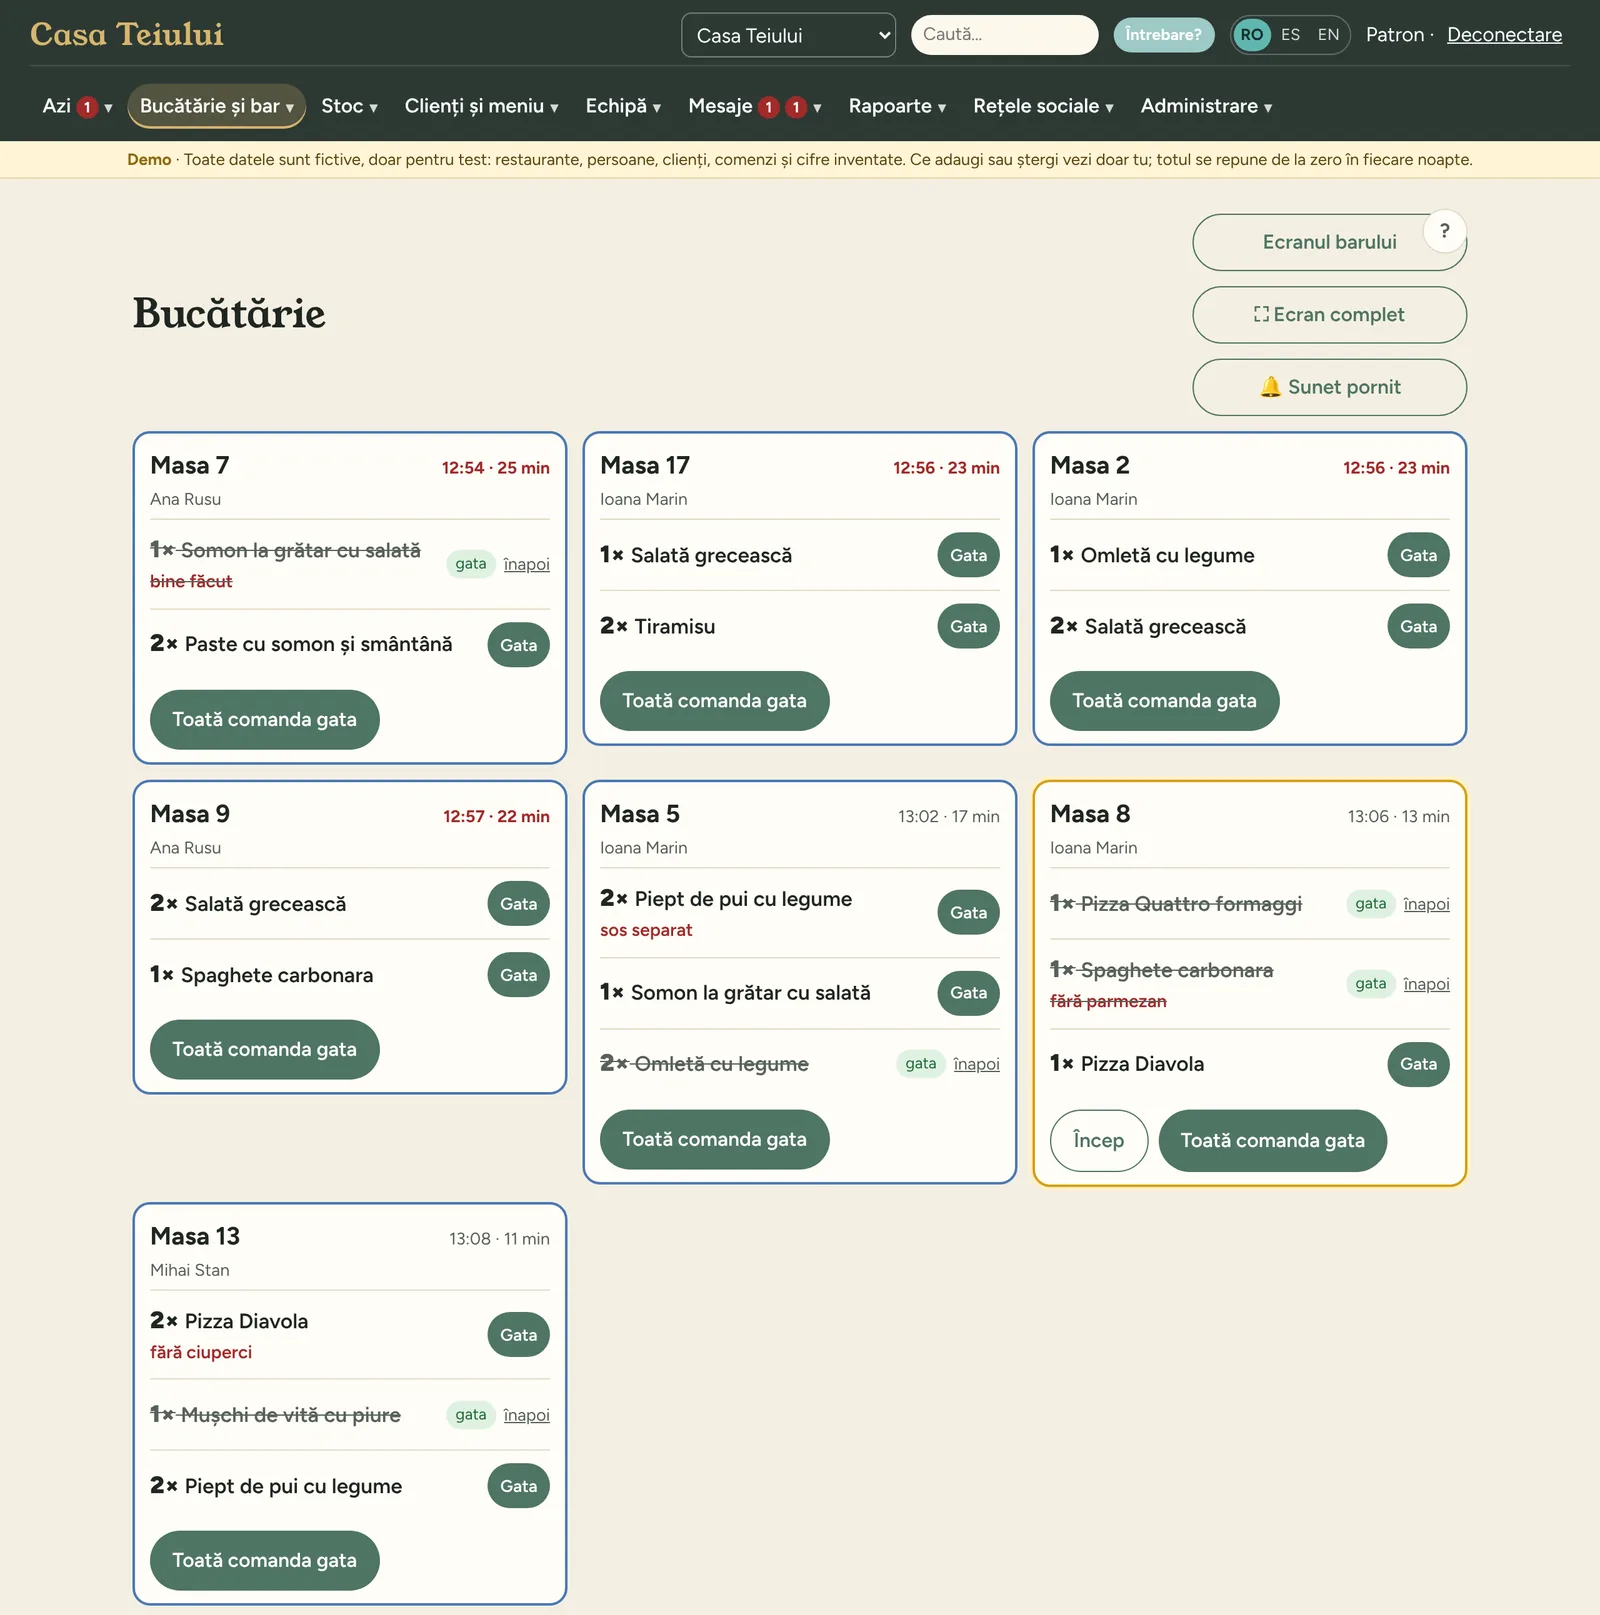 Casa Teiului
Casa Teiului
Caută...
Întrebare?
RO ES EN
Patron · Deconectare
Azi 1 ▾
Bucătărie și bar ▾
Stoc ▾
Clienți și meniu ▾
Echipă ▾
Mesaje 1 1 ▾
Rapoarte ▾
Rețele sociale ▾
Administrare ▾
Demo · Toate datele sunt fictive, doar pentru test: restaurante, persoane, clienți, comenzi și cifre inventate. Ce adaugi sau ștergi vezi doar tu; totul se repune de la zero în fiecare noapte.
Ecranul barului
?
Bucătărie
Ecran complet
🔔 Sunet pornit
Masa 7 12:54 · 25 min
Ana Rusu
1× Somon la grătar cu salată gata înapoi
bine făcut
2× Paste cu somon și smântână Gata
Toată comanda gata
Masa 17 12:56 · 23 min
Ioana Marin
1× Salată grecească Gata
2× Tiramisu Gata
Toată comanda gata
Masa 2 12:56 · 23 min
Ioana Marin
1× Omletă cu legume Gata
2× Salată grecească Gata
Toată comanda gata
Masa 9 12:57 · 22 min
Ana Rusu
2× Salată grecească Gata
1× Spaghete carbonara Gata
Toată comanda gata
Masa 5 13:02 · 17 min
Ioana Marin
2× Piept de pui cu legume Gata
sos separat
1× Somon la grătar cu salată Gata
2× Omletă cu legume gata înapoi
Toată comanda gata
Masa 8 13:06 · 13 min
Ioana Marin
1× Pizza Quattro formaggi gata înapoi
1× Spaghete carbonara gata înapoi
fără parmezan
1× Pizza Diavola Gata
Încep Toată comanda gata
Masa 13 13:08 · 11 min
Mihai Stan
2× Pizza Diavola Gata
fără ciuperci
1× Mușchi de vită cu piure gata înapoi
2× Piept de pui cu legume Gata
Toată comanda gata